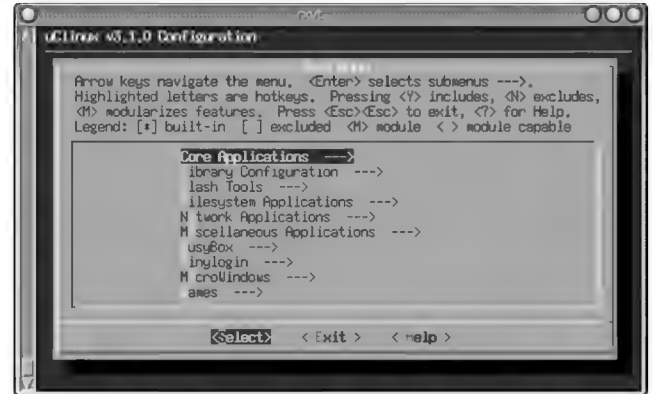 uClinux v3.1.0 Configuration
Arrow keys navigate the menu. <Enter> selects submenus --->.
Highlighted letters are hotkeys. Pressing <Y> includes, <N> excludes,
<M> modularizes features. Press <Esc><Esc> to exit, <?> for Help.
Legend: [*] built-in [ ] excluded <M> module < > module capable
Core Applications --->
ibrary Configuration --->
lash Tools --->
ilesystem Applications --->
N twork Applications --->
M scellaneous Applications --->
usyBox --->
inylogin --->
M croWindows --->
ames --->
<Select> < Exit > < Help >